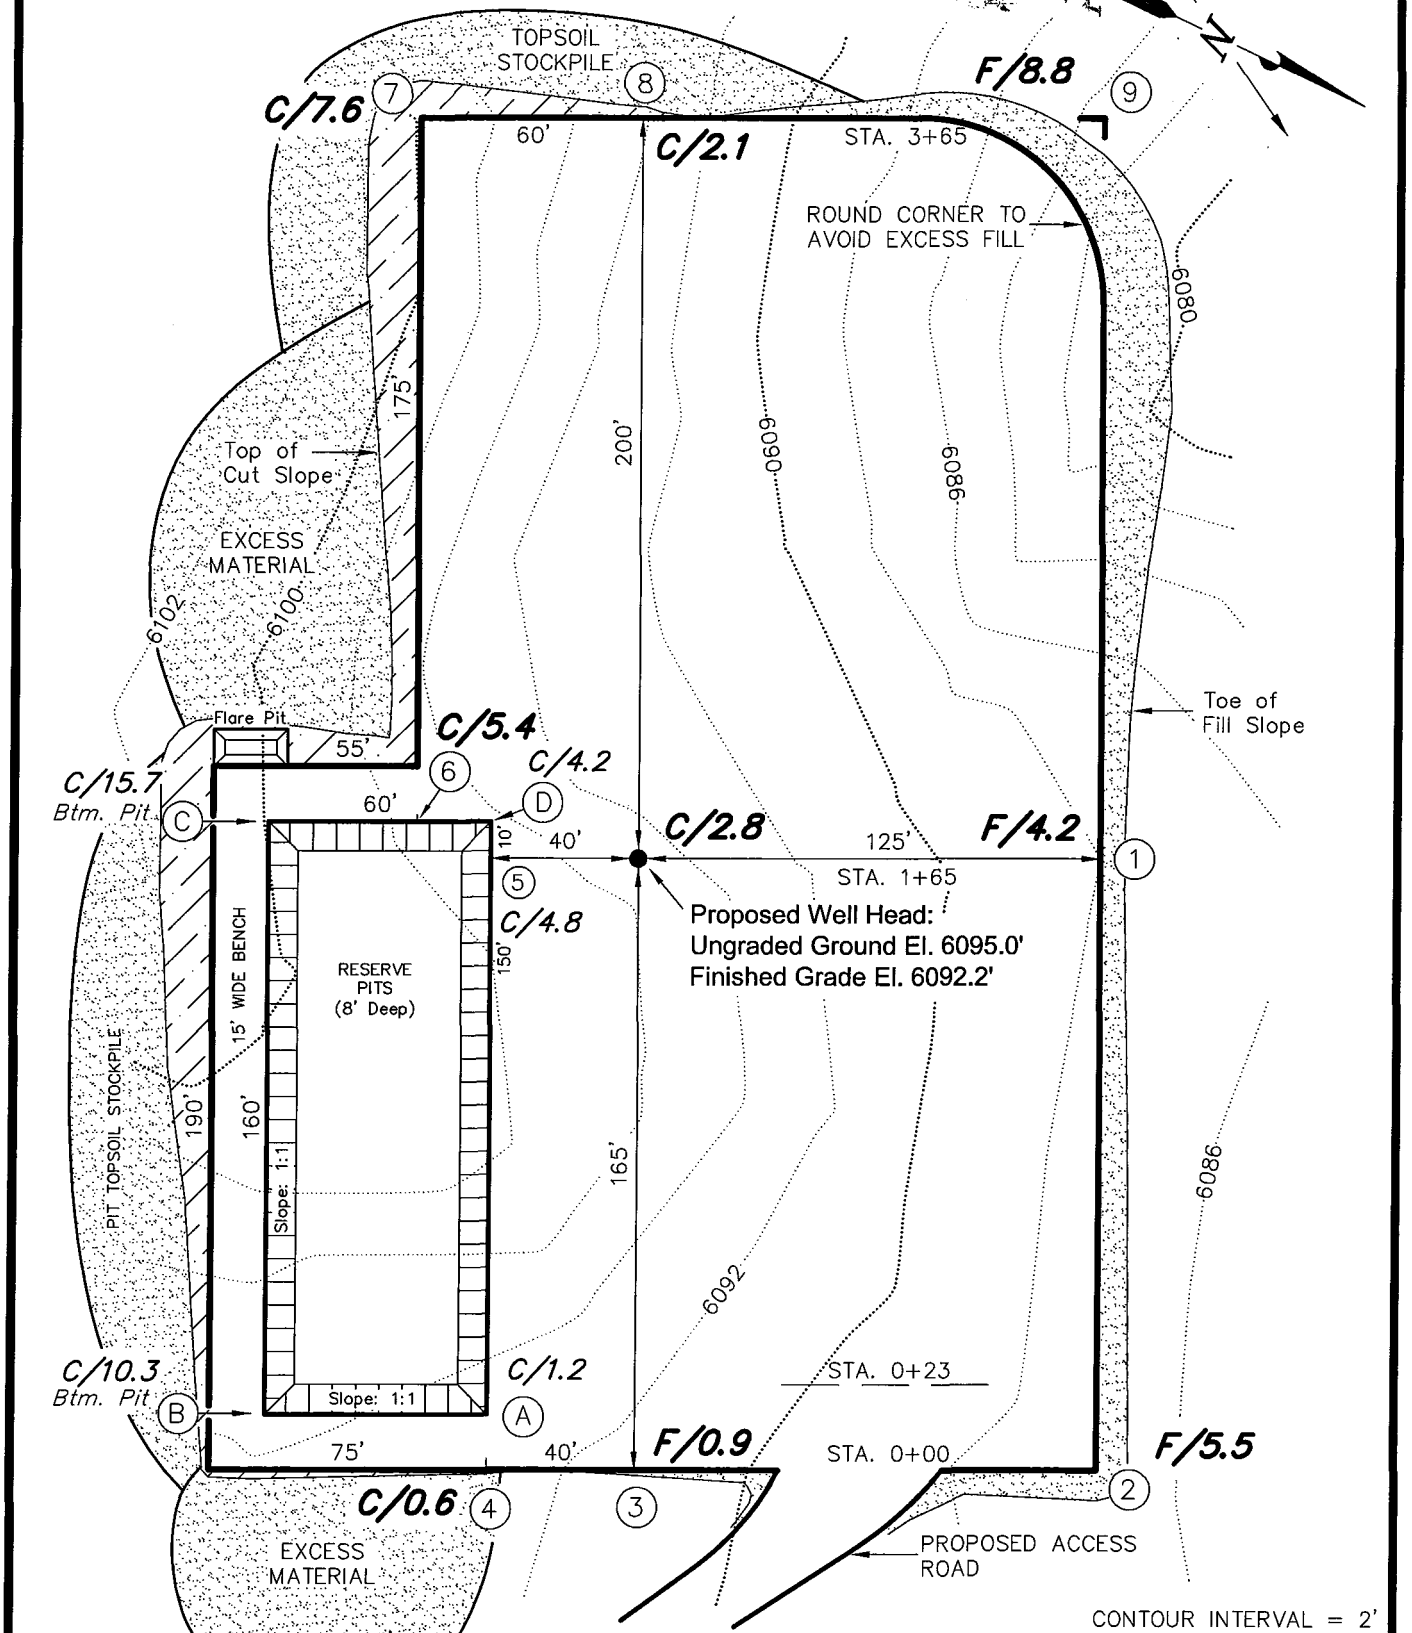 N
TOPSOIL
STOCKPILE
7
8
F/8.8
9
C/7.6
60'
C/2.1
STA. 3+65
ROUND CORNER TO
AVOID EXCESS FILL
6080
175'
200'
Top of
Cut Slope
6090
6086
EXCESS
MATERIAL
6102
6100
Toe of
Fill Slope
Flare Pit
55'
C/5.4
6
C/4.2
D
C/15.7
Btm. Pit
C
60'
10'
40'
C/2.8
125'
F/4.2
1
5
STA. 1+65
C/4.8
Proposed Well Head:
Ungraded Ground El. 6095.0'
Finished Grade El. 6092.2'
150'
15' WIDE BENCH
RESERVE
PITS
(8' Deep)
PIT TOPSOIL STOCKPILE
190'
160'
Slope: 1:1
165'
6086
6092
C/10.3
Btm. Pit
B
C/1.2
STA. 0+23
Slope: 1:1
A
75'
40'
F/0.9
STA. 0+00
F/5.5
C/0.6
4
3
2
EXCESS
MATERIAL
PROPOSED ACCESS
ROAD
CONTOUR INTERVAL = 2'